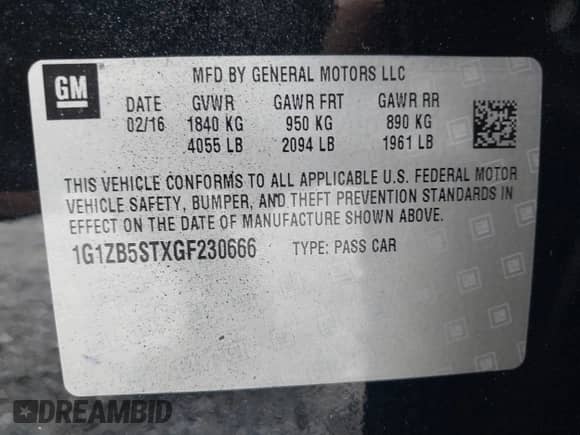 GM
MFD BY GENERAL MOTORS LLC
DATE GVWR GAWR FRT GAWR RR
02/16 1840 KG 950 KG 890 KG
4055 LB 2094 LB 1961 LB
THIS VEHICLE CONFORMS TO ALL APPLICABLE U.S. FEDERAL MOTOR
VEHICLE SAFETY, BUMPER, AND THEFT PREVENTION STANDARDS IN
EFFECT ON THE DATE OF MANUFACTURE SHOWN ABOVE.
1G1ZB5STXGF230666 TYPE: PASS CAR
DREAMBID